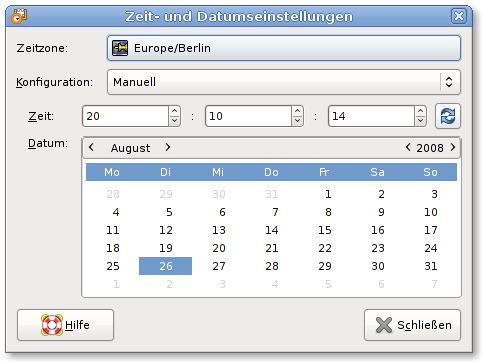 Zeit- und Datumseinstellungen
Zeitzone: Europe/Berlin
Konfiguration: Manuell
Zeit: 20 : 10 : 14
Datum: < August > < 2008 >
Mo Di Mi Do Fr Sa So
28 29 30 31 1 2 3
4 5 6 7 8 9 10
11 12 13 14 15 16 17
18 19 20 21 22 23 24
25 26 27 28 29 30 31
1 2 3 4 5 6 7
Hilfe Schließen